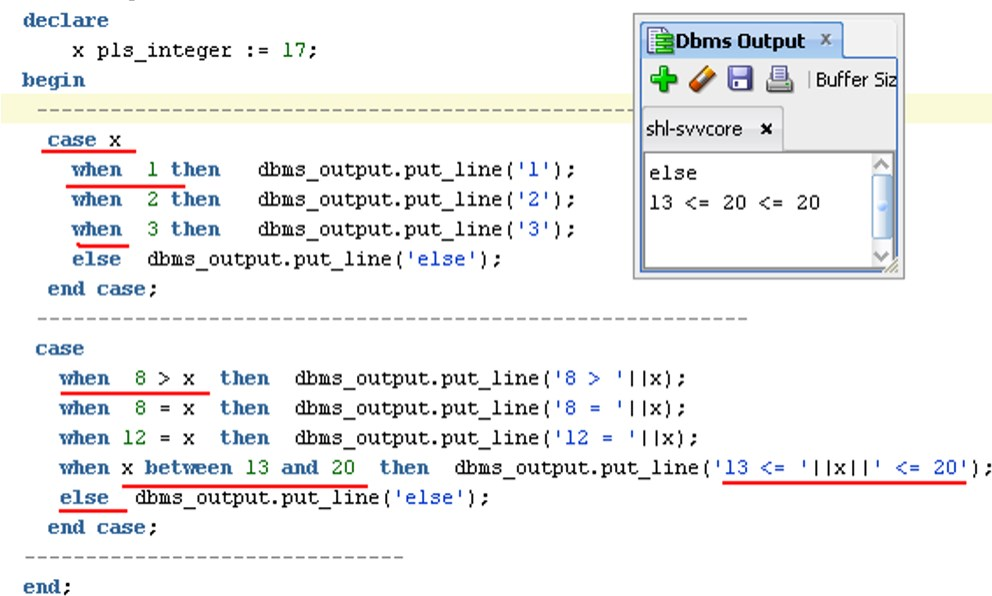 declare
x pls_integer := 17;
begin
--------------------------------------------------------------
case x
when 1 then dbms_output.put_line('1');
when 2 then dbms_output.put_line('2');
when 3 then dbms_output.put_line('3');
else dbms_output.put_line('else');
end case;
-----------------------------------------------------------------------
case
when 8 > x then dbms_output.put_line('8 > '||x);
when 8 = x then dbms_output.put_line('8 = '||x);
when 12 = x then dbms_output.put_line('12 = '||x);
when x between 13 and 20 then dbms_output.put_line('13 <= '||x||' <= 20');
else dbms_output.put_line('else');
end case;
--------------------------------------
end;
Dbms Output x
Buffer Siz
shl-svvcore
else
13 <= 20 <= 20